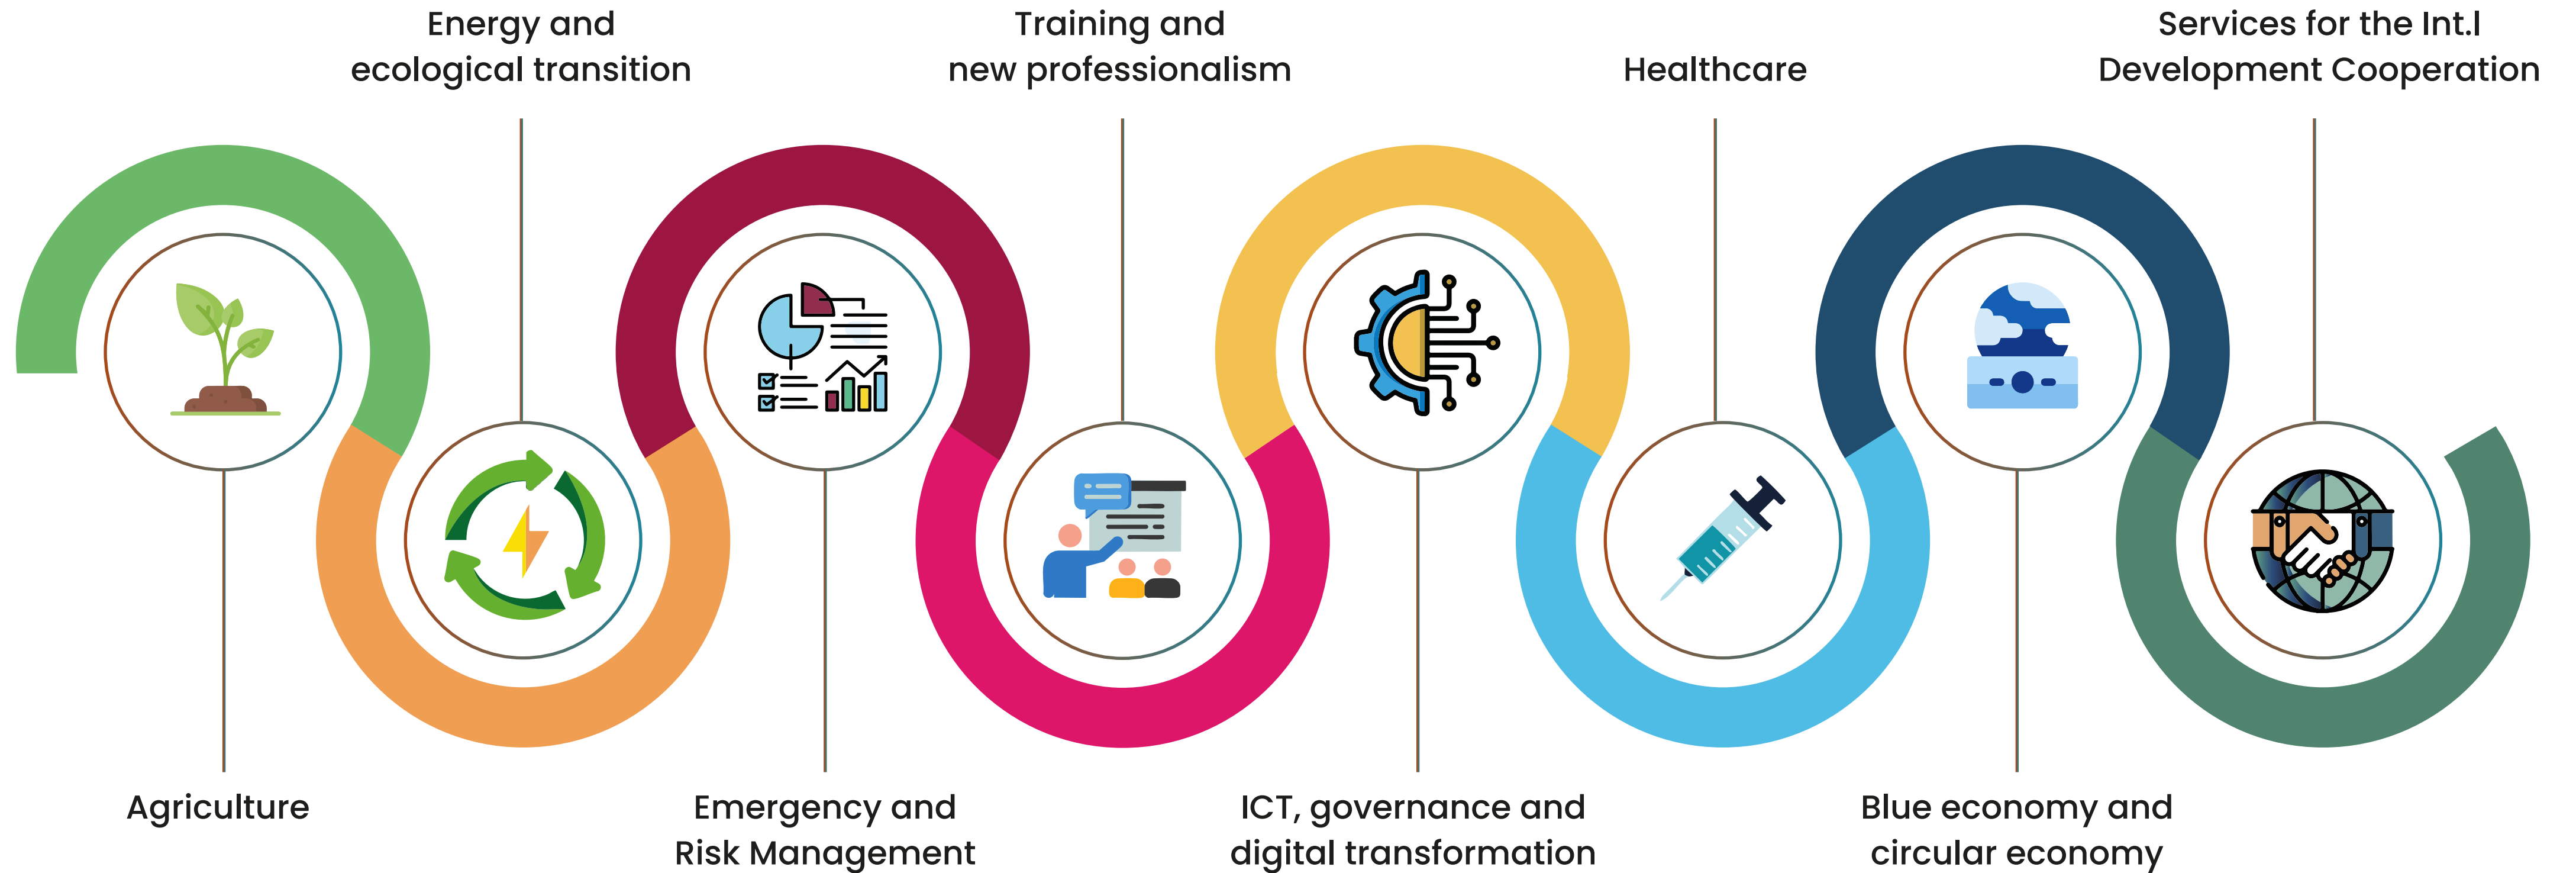 Energy and
ecological transition
Training and
new professionalism
Healthcare
Services for the Int.l
Development Cooperation
Agriculture
Emergency and
Risk Management
ICT, governance and
digital transformation
Blue economy and
circular economy